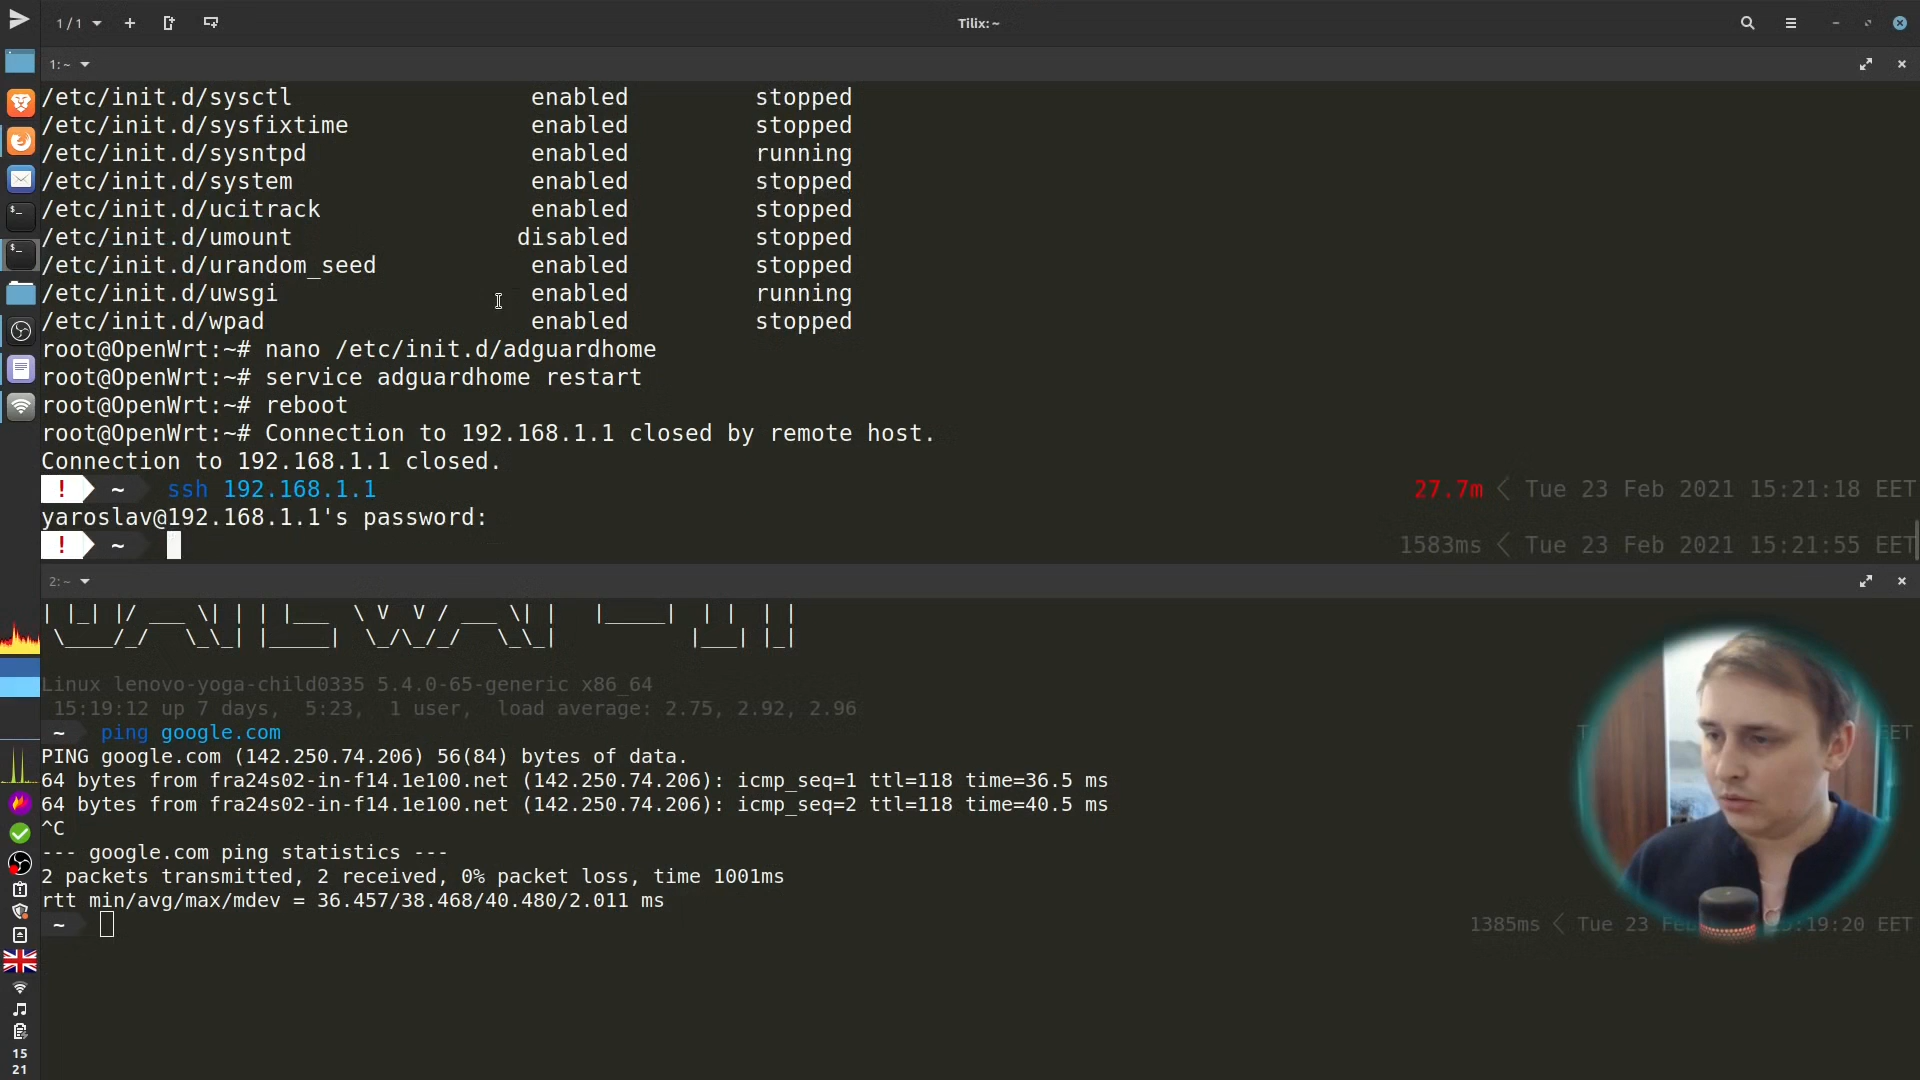 1 / 1
Tilix: ~
1: ~
/etc/init.d/sysctl enabled stopped
/etc/init.d/sysfixtime enabled stopped
/etc/init.d/sysntpd enabled running
/etc/init.d/system enabled stopped
/etc/init.d/ucitrack enabled stopped
/etc/init.d/umount disabled stopped
/etc/init.d/urandom_seed enabled stopped
/etc/init.d/uwsgi enabled running
/etc/init.d/wpad enabled stopped
root@OpenWrt:~# nano /etc/init.d/adguardhome
root@OpenWrt:~# service adguardhome restart
root@OpenWrt:~# reboot
root@OpenWrt:~# Connection to 192.168.1.1 closed by remote host.
Connection to 192.168.1.1 closed.
! ~ ssh 192.168.1.1 27.7m < Tue 23 Feb 2021 15:21:18 EET
yaroslav@192.168.1.1's password:
! ~ 1583ms < Tue 23 Feb 2021 15:21:55 EET
2: ~
Linux lenovo-yoga-child0335 5.4.0-65-generic x86_64
15:19:12 up 7 days, 5:23, 1 user, load average: 2.75, 2.92, 2.96
~ ping google.com EET
PING google.com (142.250.74.206) 56(84) bytes of data.
64 bytes from fra24s02-in-f14.1e100.net (142.250.74.206): icmp_seq=1 ttl=118 time=36.5 ms
64 bytes from fra24s02-in-f14.1e100.net (142.250.74.206): icmp_seq=2 ttl=118 time=40.5 ms
^C
--- google.com ping statistics ---
2 packets transmitted, 2 received, 0% packet loss, time 1001ms
rtt min/avg/max/mdev = 36.457/38.468/40.480/2.011 ms
~ 1385ms < Tue 23 :19:20 EET
15
21